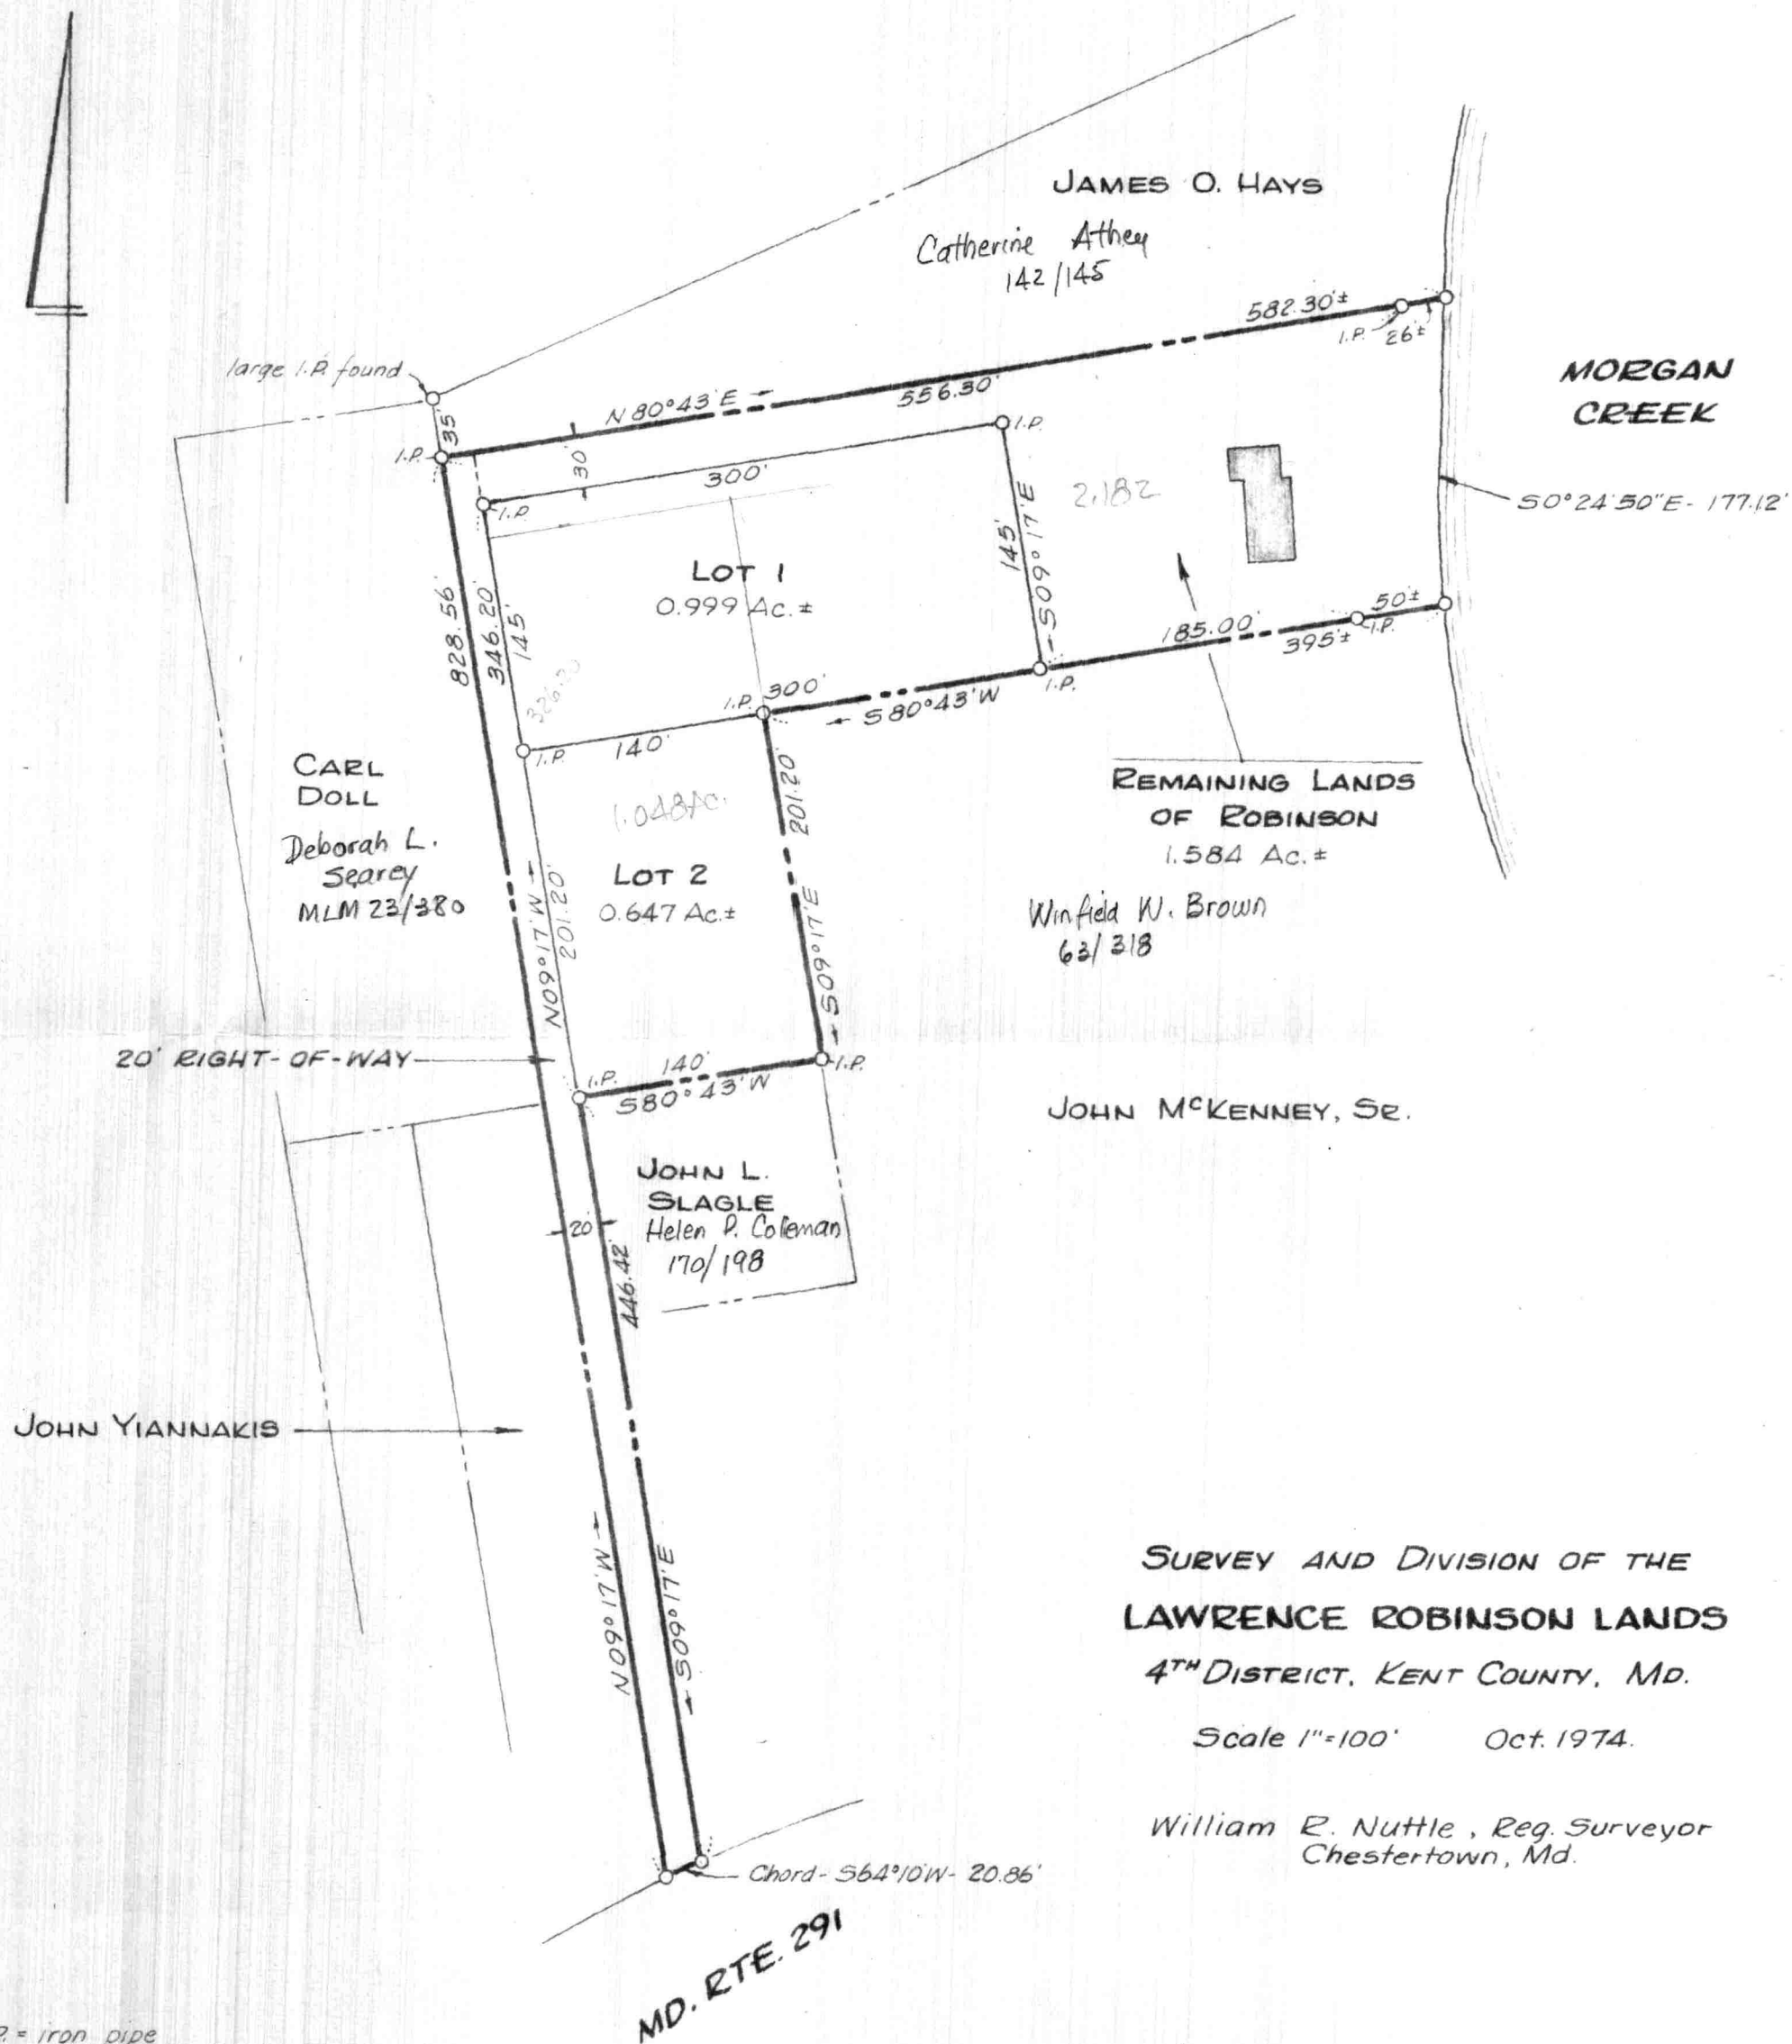 JAMES O. HAYS
Catherine Athey
142/145
582.30'±
I.P.
26±
MORGAN
CREEK
large I.P. found
35'
I.P.
N 80°43'E
556.30'
30
300'
I.P.
I.P.
2.182
S0°24'50"E - 177.12'
145'
S09°17'E
LOT 1
0.999 Ac.±
828.56'
346.20'
145'
326.20
50±
I.P.
185.00'
395'±
I.P.
300'
S80°43'W
I.P.
140'
I.P.
CARL
DOLL
Deborah L.
Searey
MLM 23/380
1.048 Ac.
LOT 2
0.647 Ac.±
201.20'
S09°17'E
N09°17'W
201.20'
REMAINING LANDS
OF ROBINSON
1.584 Ac.±
Winfield W. Brown
63/318
20' RIGHT-OF-WAY
I.P.
140'
S80°43'W
I.P.
JOHN McKENNEY, SR.
JOHN L.
SLAGLE
Helen P. Coleman
170/198
20'
446.42'
JOHN YIANNAKIS
N09°17'W
S09°17'E
SURVEY AND DIVISION OF THE
LAWRENCE ROBINSON LANDS
4TH DISTRICT, KENT COUNTY, MD.
Scale 1"=100' Oct. 1974.
William R. Nuttle, Reg. Surveyor
Chestertown, Md.
Chord - S64°10'W - 20.86'
MD. RTE. 291
= iron pipe